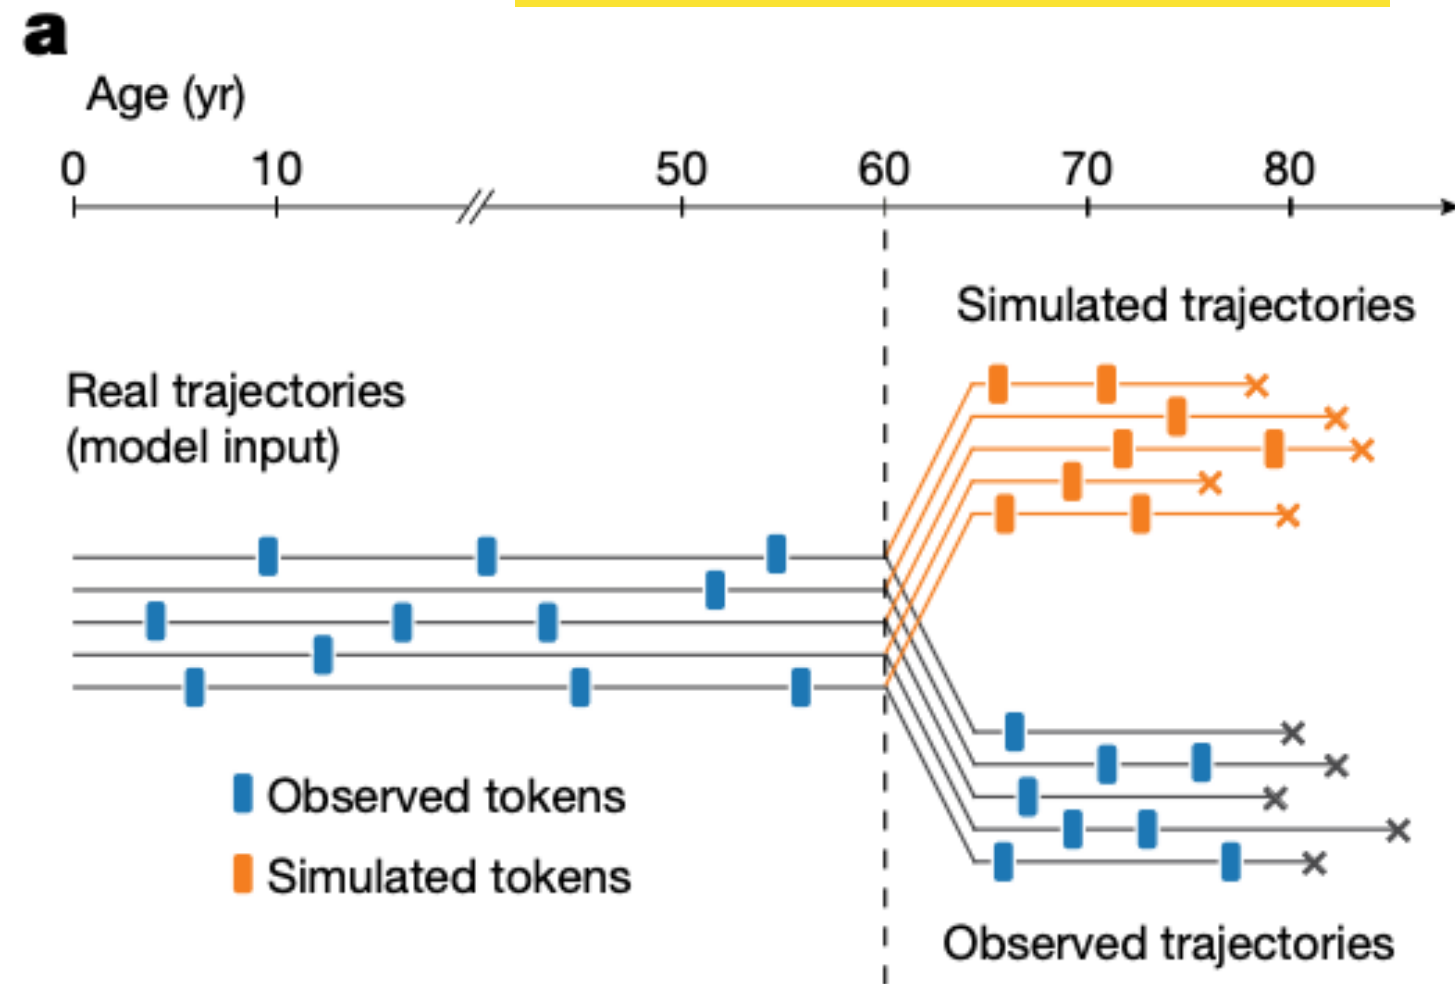 a
Age (yr)
0 10 50 60 70 80
Simulated trajectories
Real trajectories
(model input)
Observed tokens
Simulated tokens
Observed trajectories